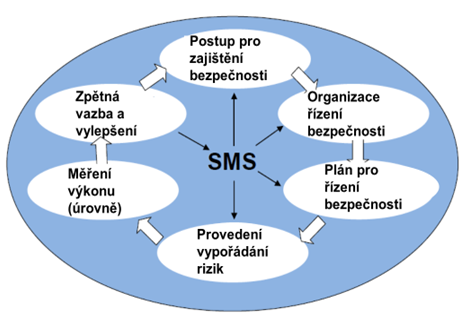 Postup pro
zajištění
bezpečnosti
Organizace
řízení
bezpečnosti
Plán pro
řízení
bezpečnosti
Provedení
vypořádání
rizik
Měření
výkonu
(úrovně)
Zpětná
vazba a
vylepšení
SMS